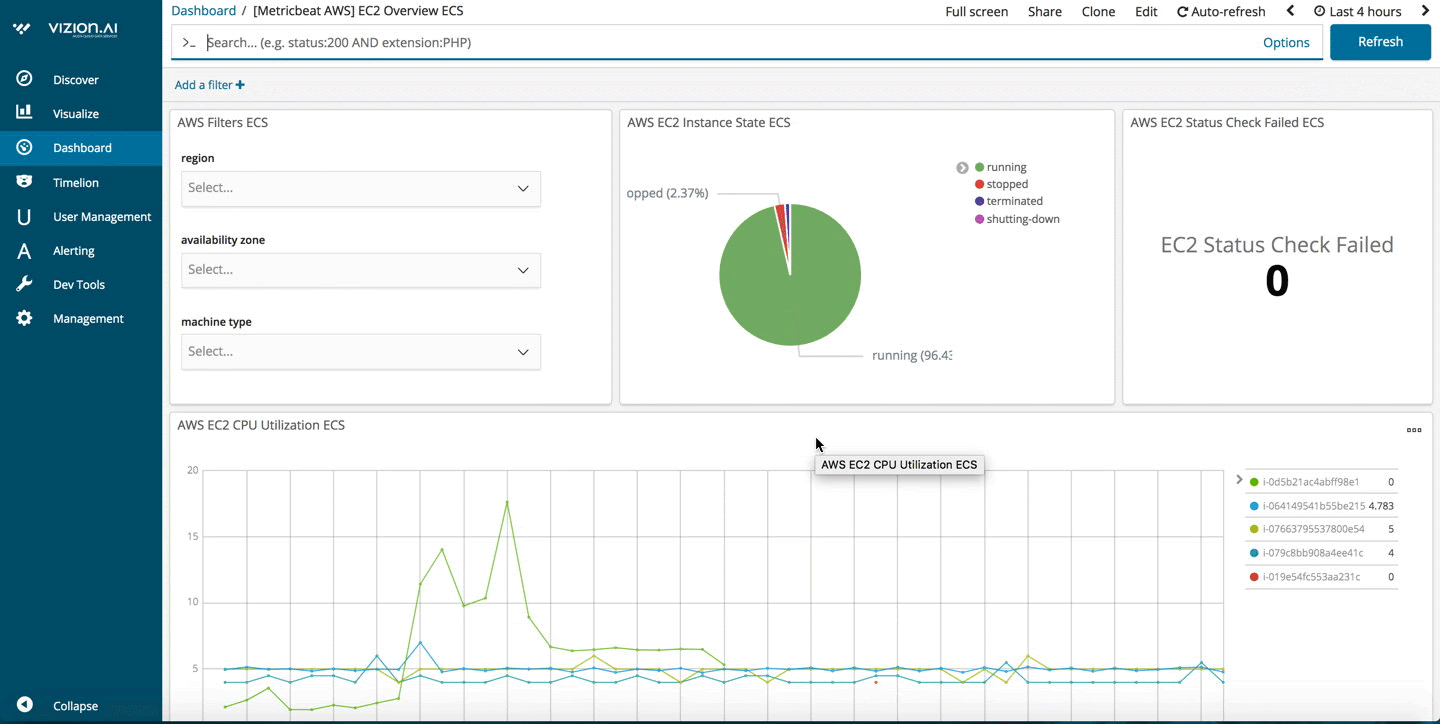 VIZION.AI
Discover
Visualize
Dashboard
Timelion
User Management
Alerting
Dev Tools
Management
Collapse
Dashboard / [Metricbeat AWS] EC2 Overview ECS
Full screen Share Clone Edit Auto-refresh Last 4 hours
>_ Search... (e.g. status:200 AND extension:PHP) Options Refresh
Add a filter +
AWS Filters ECS
region
Select...
availability zone
Select...
machine type
Select...
AWS EC2 Instance State ECS
opped (2.37%)
running (96.43
running
stopped
terminated
shutting-down
AWS EC2 Status Check Failed ECS
EC2 Status Check Failed
0
AWS EC2 CPU Utilization ECS
AWS EC2 CPU Utilization ECS
20
15
10
5
i-0d5b21ac4abff98e1 0
i-064149541b55be215 4.783
i-07663795537800e54 5
i-079c8bb908a4ee41c 4
i-019e54fc553aa231c 0